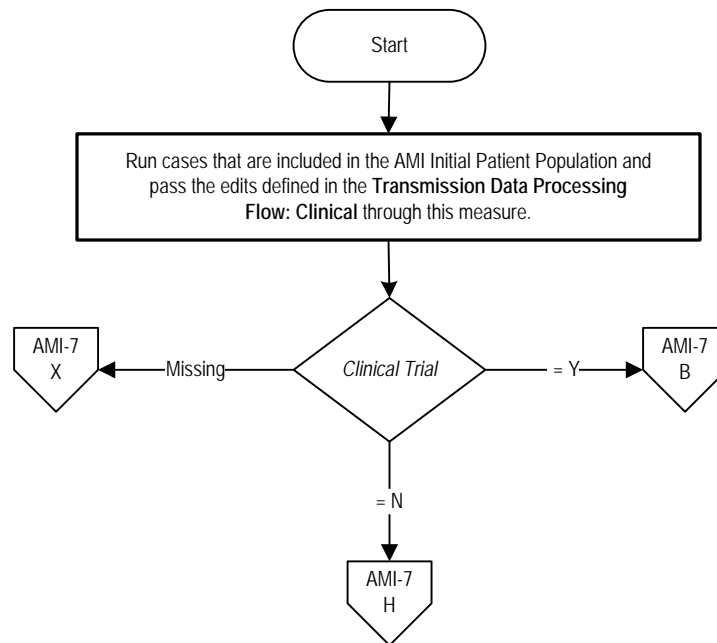 Start
Run cases that are included in the AMI Initial Patient Population and
pass the edits defined in the Transmission Data Processing
Flow: Clinical through this measure.
AMI-7
X
Missing
Clinical Trial
= Y
AMI-7
B
= N
AMI-7
H